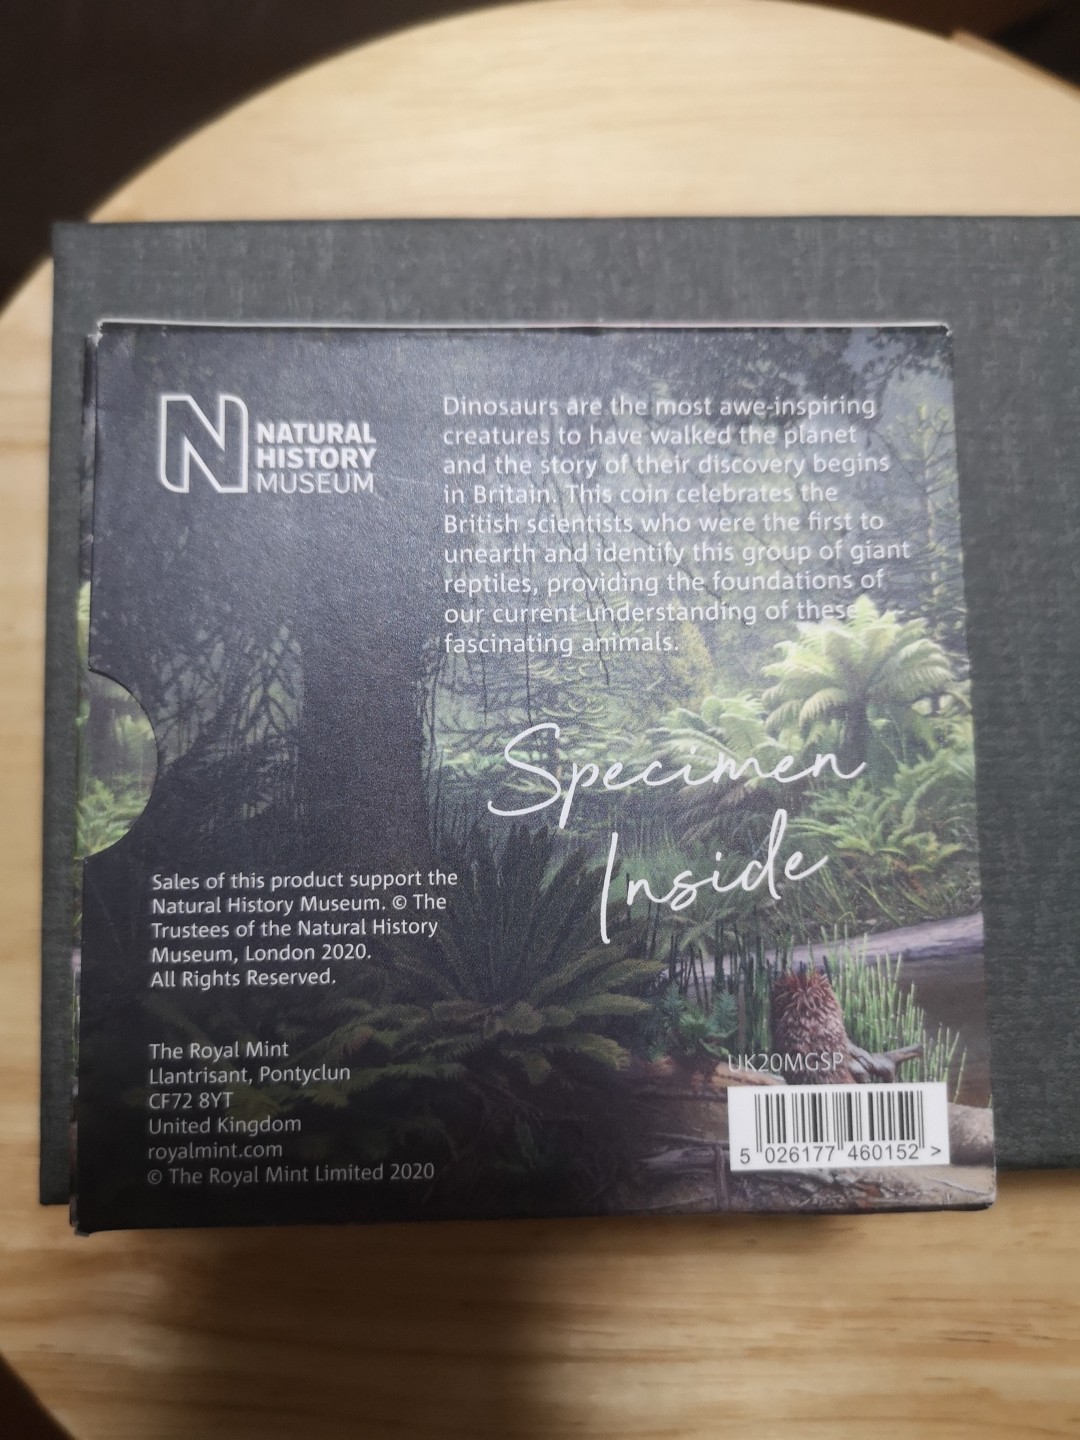 NATURAL
HISTORY
MUSEUM
Dinosaurs are the most awe-inspiring
creatures to have walked the planet
and the story of their discovery begins
in Britain. This coin celebrates the
British scientists who were the first to
unearth and identify this group of giant
reptiles, providing the foundations of
our current understanding of these
fascinating animals.
Specimen
Inside
Sales of this product support the
Natural History Museum. © The
Trustees of the Natural History
Museum, London 2020.
All Rights Reserved.
The Royal Mint
Llantrisant, Pontyclun
CF72 8YT
United Kingdom
royalmint.com
© The Royal Mint Limited 2020
UK20MGSP
5 026177 460152 >